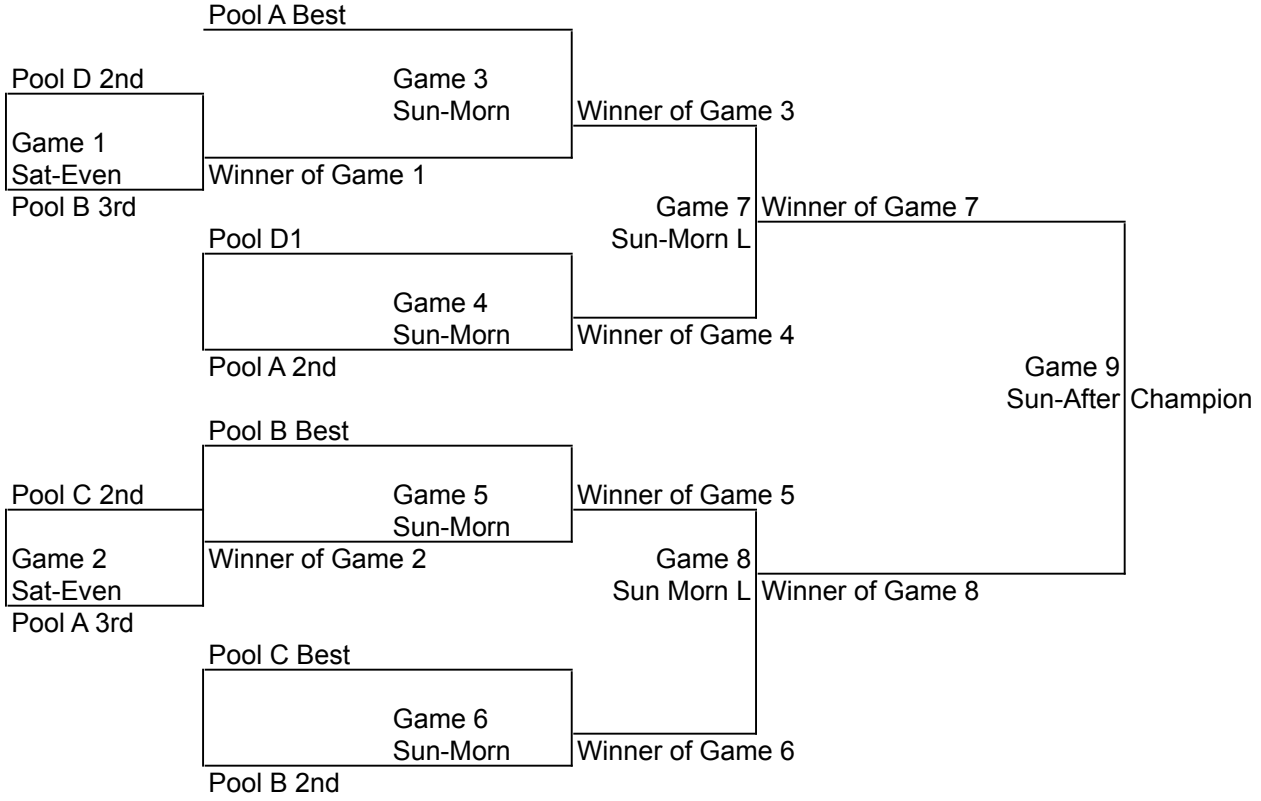 Pool A Best
Pool D 2nd
Game 3
Sun-Morn
Winner of Game 3
Game 1
Sat-Even
Winner of Game 1
Pool B 3rd
Game 7
Sun-Morn L
Winner of Game 7
Pool D1
Game 4
Sun-Morn
Winner of Game 4
Pool A 2nd
Game 9
Sun-After
Champion
Pool B Best
Pool C 2nd
Game 5
Sun-Morn
Winner of Game 5
Game 2
Sat-Even
Winner of Game 2
Game 8
Sun Morn L
Winner of Game 8
Pool A 3rd
Pool C Best
Game 6
Sun-Morn
Winner of Game 6
Pool B 2nd